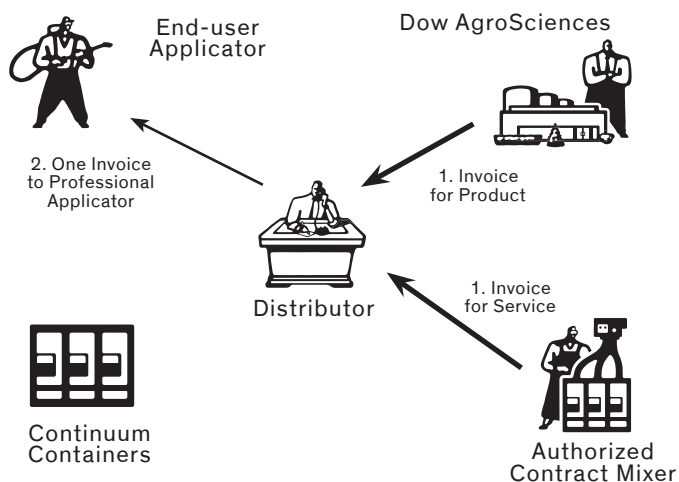 End-user
Applicator
Dow AgroSciences
2. One Invoice
to Professional
Applicator
1. Invoice
for Product
Distributor
1. Invoice
for Service
Continuum
Containers
Authorized
Contract Mixer